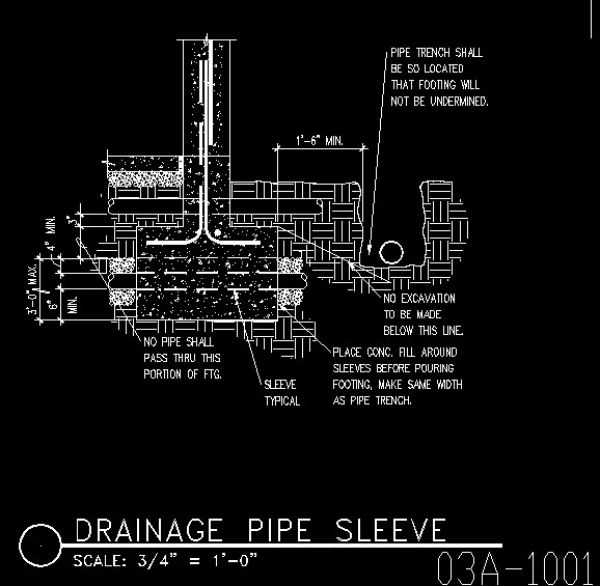 PIPE TRENCH SHALL
BE SO LOCATED
THAT FOOTING WILL
NOT BE UNDERMINED.
1'-6" MIN.
3"
4" MIN.
3'-0" MAX.
6"
MIN.
NO EXCAVATION
TO BE MADE
BELOW THIS LINE.
NO PIPE SHALL
PASS THRU THIS
PORTION OF FTG.
PLACE CONC. FILL AROUND
SLEEVES BEFORE POURING
FOOTING, MAKE SAME WIDTH
AS PIPE TRENCH.
SLEEVE
TYPICAL
DRAINAGE PIPE SLEEVE
SCALE: 3/4" = 1'-0"
03A-1001